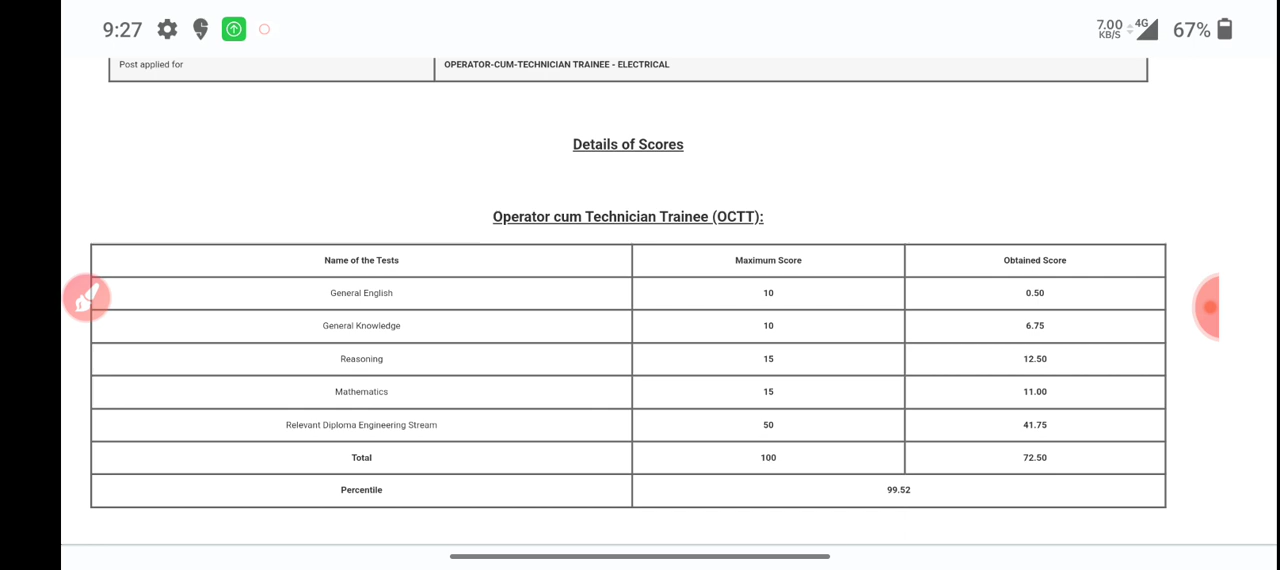 9:27 7.00 KB/S 4G 67%
Post applied for OPERATOR-CUM-TECHNICIAN TRAINEE - ELECTRICAL
Details of Scores
Operator cum Technician Trainee (OCTT):
Name of the Tests Maximum Score Obtained Score
General English 10 0.50
General Knowledge 10 6.75
Reasoning 15 12.50
Mathematics 15 11.00
Relevant Diploma Engineering Stream 50 41.75
Total 100 72.50
Percentile 99.52